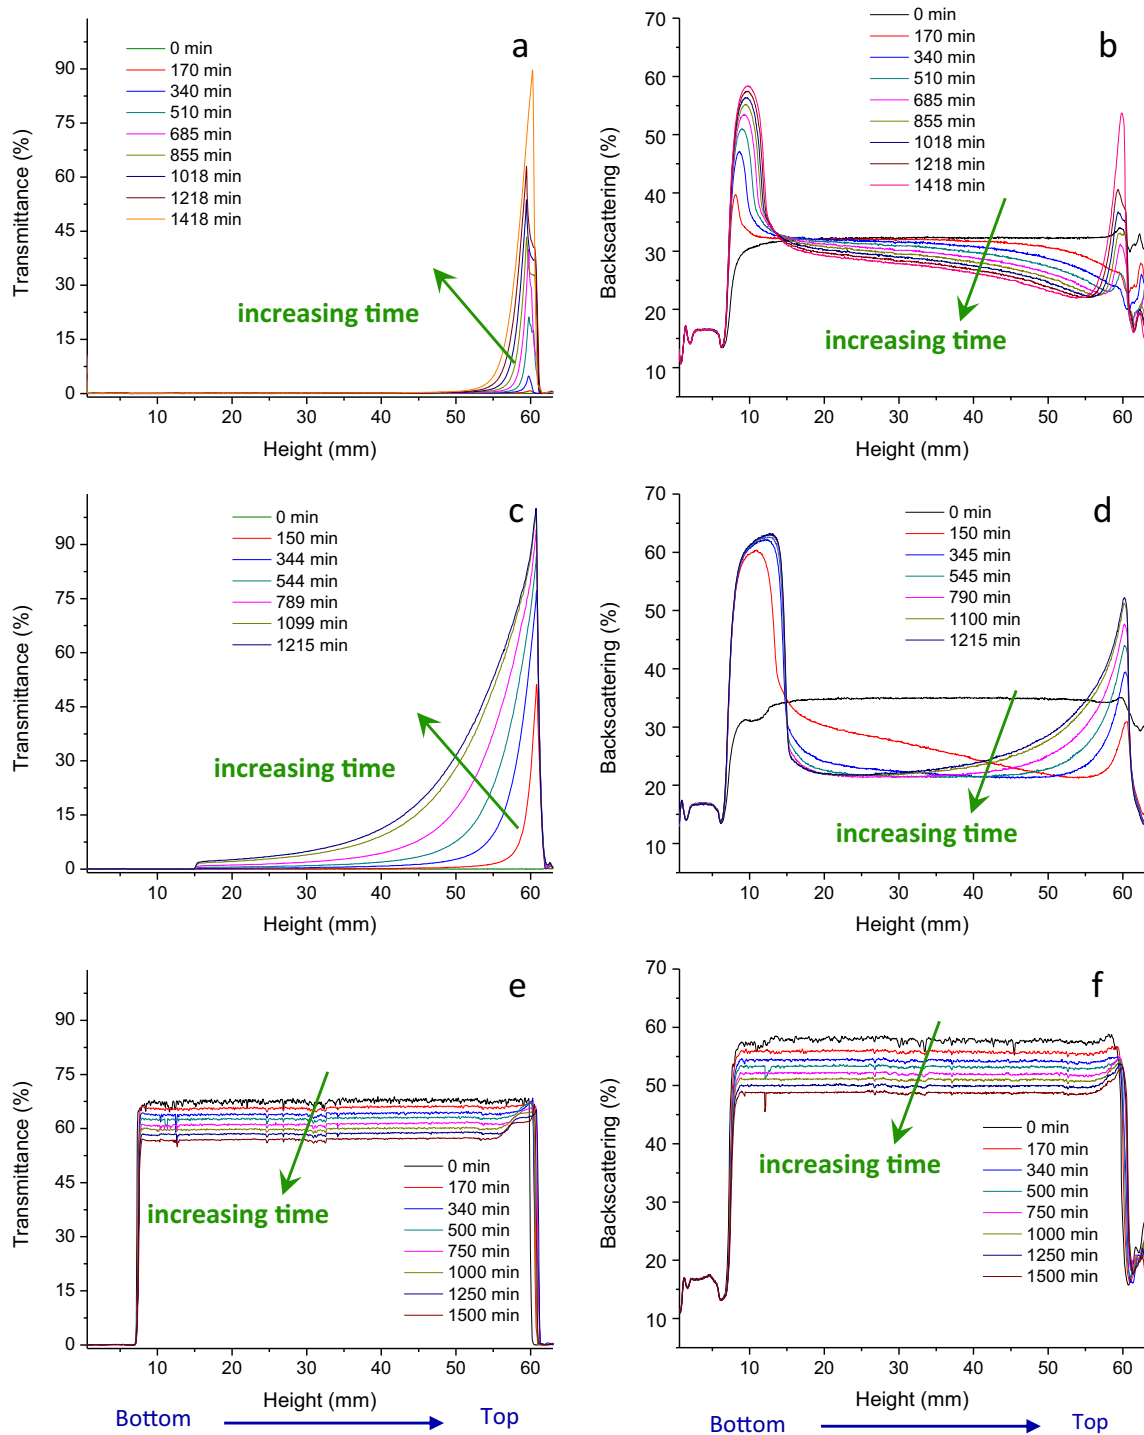 a
Transmittance (%)
90
75
60
45
30
15
0
0 min
170 min
340 min
510 min
685 min
855 min
1018 min
1218 min
1418 min
increasing time
10 20 30 40 50 60
Height (mm)
b
Backscattering (%)
70
60
50
40
30
20
10
0 min
170 min
340 min
510 min
685 min
855 min
1018 min
1218 min
1418 min
increasing time
10 20 30 40 50 60
Height (mm)
c
Transmittance (%)
90
75
60
45
30
15
0
0 min
150 min
344 min
544 min
789 min
1099 min
1215 min
increasing time
10 20 30 40 50 60
Height (mm)
d
Backscattering (%)
70
60
50
40
30
20
10
0 min
150 min
345 min
545 min
790 min
1100 min
1215 min
increasing time
10 20 30 40 50 60
Height (mm)
e
Transmittance (%)
90
75
60
45
30
15
0
increasing time
0 min
170 min
340 min
500 min
750 min
1000 min
1250 min
1500 min
10 20 30 40 50 60
Height (mm)
Bottom Top
f
Backscattering (%)
70
60
50
40
30
20
10
increasing time
0 min
170 min
340 min
500 min
750 min
1000 min
1250 min
1500 min
10 20 30 40 50 60
Height (mm)
Bottom Top